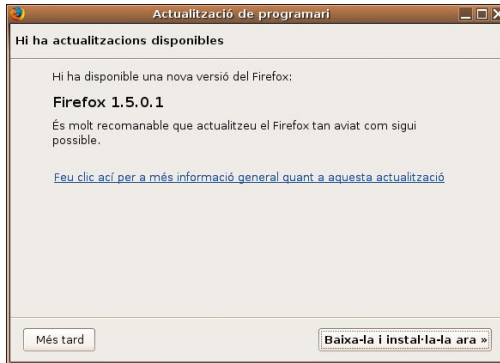 Actualització de programari
Hi ha actualitzacions disponibles
Hi ha disponible una nova versió del Firefox:
Firefox 1.5.0.1
És molt recomanable que actualitzeu el Firefox tan aviat com sigui
possible.
Feu clic ací per a més informació general quant a aquesta actualització
Més tard
Baixa-la i instal·la-la ara »